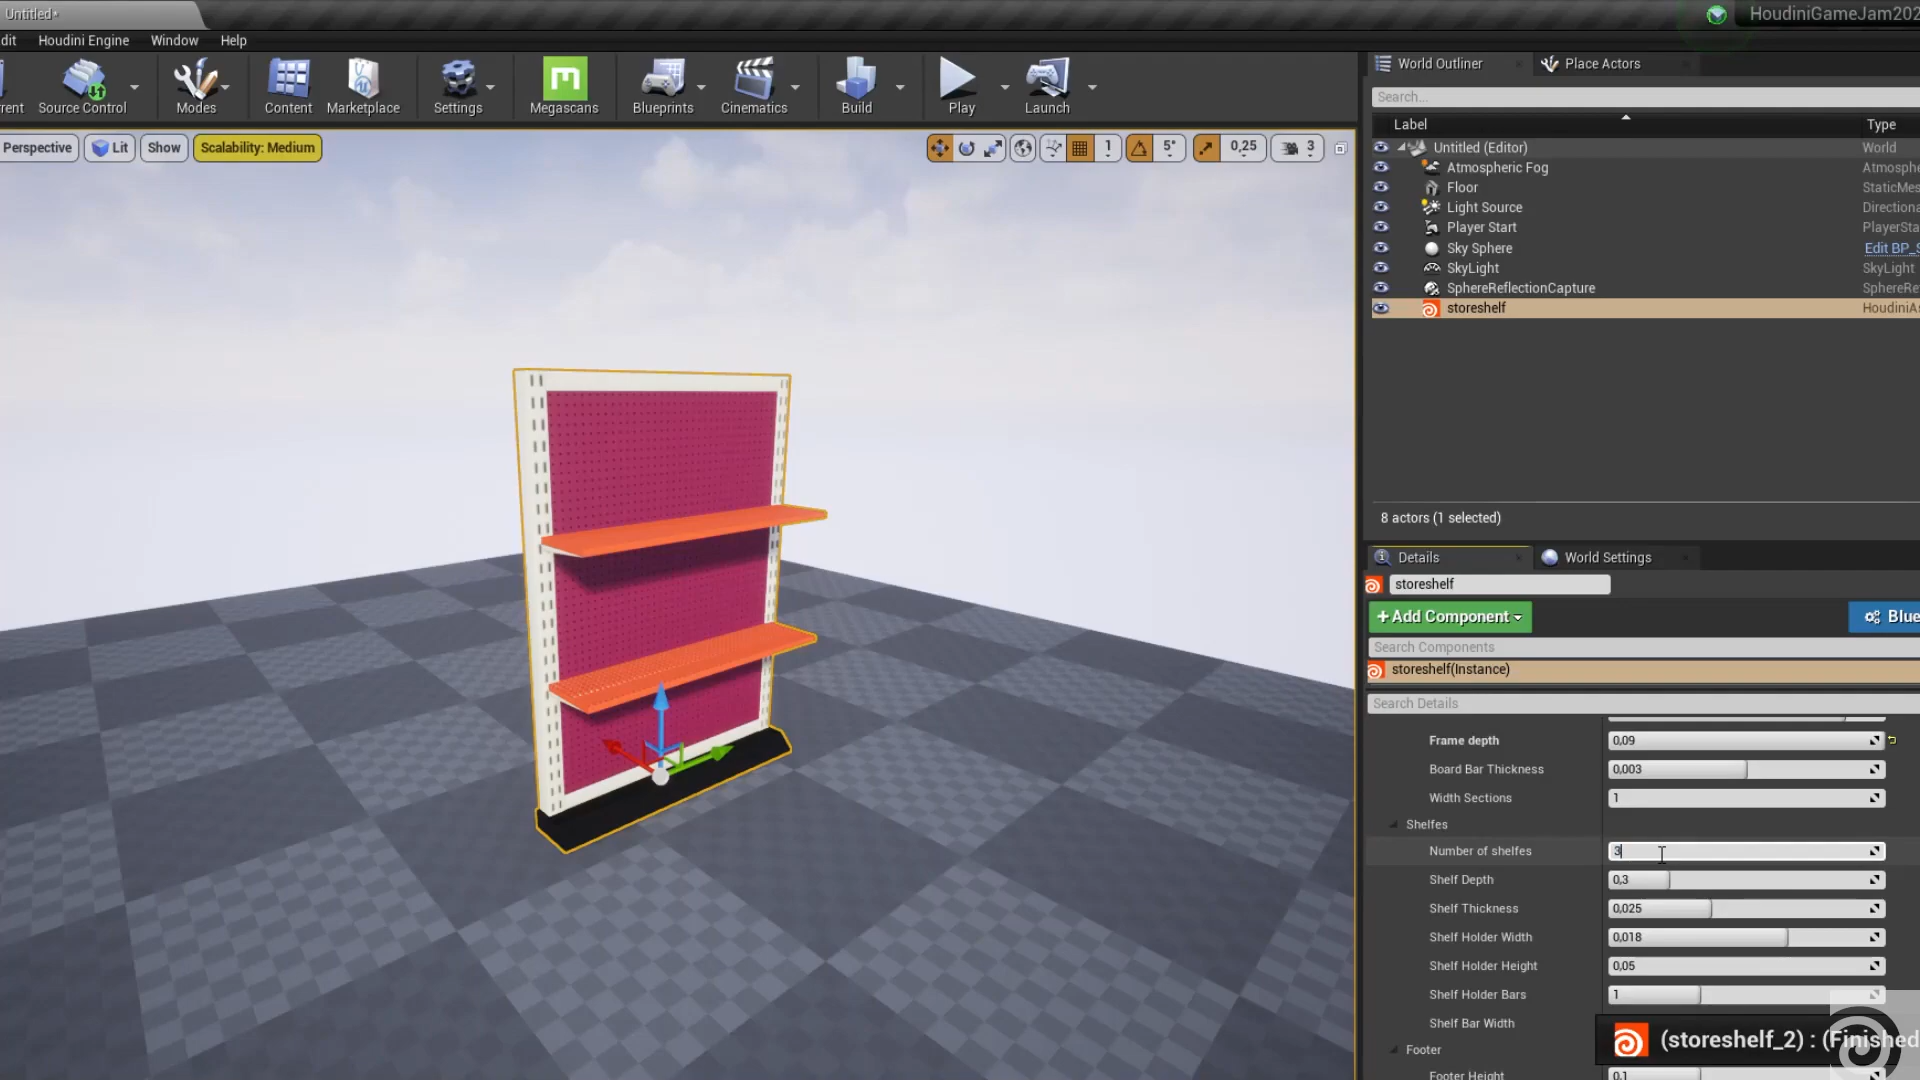 Untitled*
HoudiniGameJam202
dit
Houdini Engine
Window
Help
rent
Source Control
Modes
Content
Marketplace
Settings
Megascans
Blueprints
Cinematics
Build
Play
Launch
Perspective
Lit
Show
Scalability: Medium
1
5°
0,25
3
World Outliner
Place Actors
Search...
Label
Type
Untitled (Editor)
World
Atmospheric Fog
Atmosphe
Floor
StaticMes
Light Source
Directiona
Player Start
PlayerSta
Sky Sphere
Edit BP_S
SkyLight
SkyLight
SphereReflectionCapture
SphereRe
storeshelf
HoudiniAs
8 actors (1 selected)
Details
World Settings
storeshelf
+Add Component
Blue
Search Components
storeshelf(Instance)
Search Details
Frame depth
0,09
Board Bar Thickness
0,003
Width Sections
1
Shelfes
Number of shelfes
3
Shelf Depth
0,3
Shelf Thickness
0,025
Shelf Holder Width
0,018
Shelf Holder Height
0,05
Shelf Holder Bars
1
Shelf Bar Width
(storeshelf_2) : (Finished
Footer
Footer Height
0,1